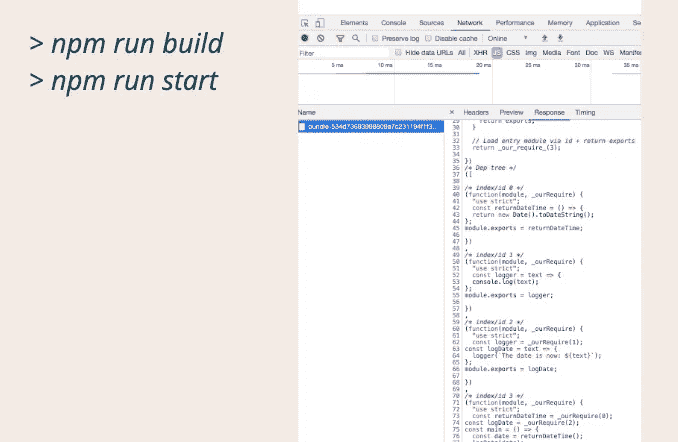 > npm run build
> npm run start
Elements Console Sources Network Performance Memory Application Se
Preserve log Disable cache Online
Filter Hide data URLs All XHR JS CSS Img Media Font Doc WS Manifes
5 ms 10 ms 15 ms 20 ms 25 ms 30 ms 35 ms
Name × Headers Preview Response Timing
29 return exports;
30 }
31
32 // Load entry module via id + return exports
33 return _our_require_(3);
34
35 })
36 /* Dep tree */
37 ([
38
39 /* index/id 0 */
40 (function(module, _ourRequire) {
41 "use strict";
42 const returnDateTime = () => {
43 return new Date().toDateString();
44 };
45 module.exports = returnDateTime;
46
47 })
48 ,
49 /* index/id 1 */
50 (function(module, _ourRequire) {
51 "use strict";
52 const logger = text => {
53 console.log(text);
54 };
55 module.exports = logger;
56
57 })
58 ,
59 /* index/id 2 */
60 (function(module, _ourRequire) {
61 "use strict";
62 const logger = _ourRequire(1);
63 const logDate = text => {
64 logger(`The date is now: ${text}`);
65 };
66 module.exports = logDate;
67
68 })
69 ,
70 /* index/id 3 */
71 (function(module, _ourRequire) {
72 "use strict";
73 const returnDateTime = _ourRequire(0);
74 const logDate = _ourRequire(2);
75 const main = () => {
76 const date = returnDateTime();